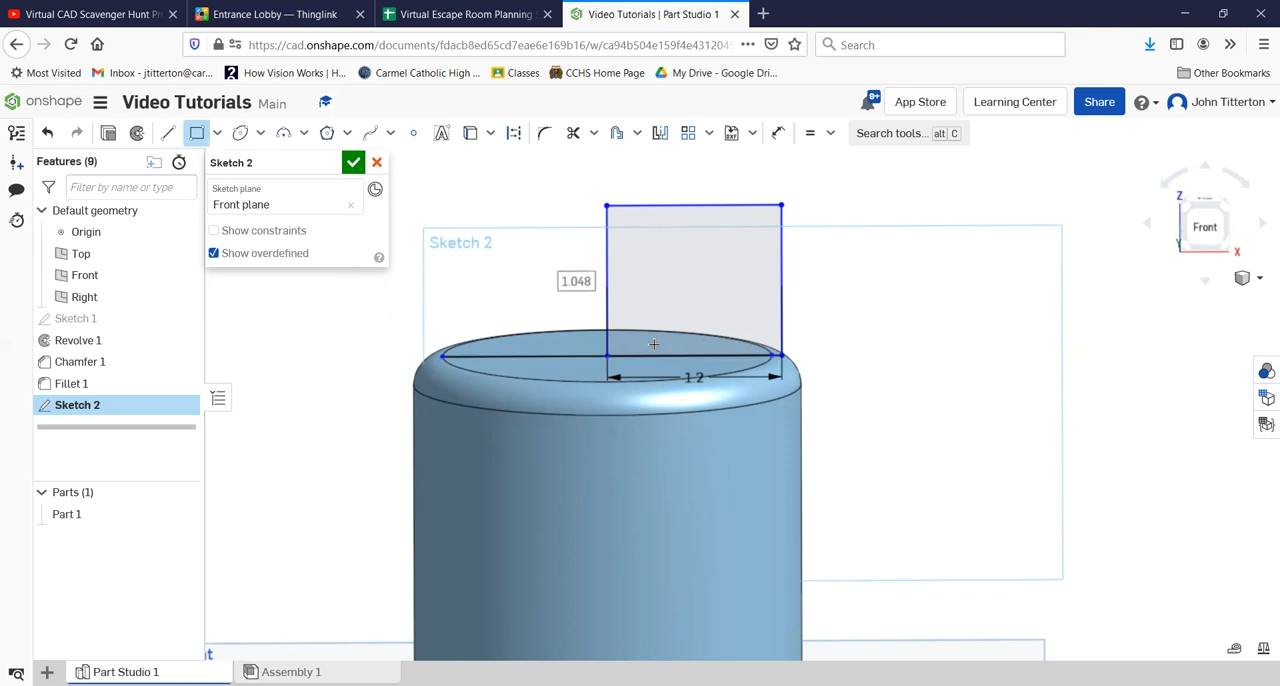 Virtual CAD Scavenger Hunt Pr
Entrance Lobby — Thinglink
Virtual Escape Room Planning
Video Tutorials | Part Studio 1
https://cad.onshape.com/documents/fdacb8ed65cd7eae6e169b16/w/ca94b504e159f4e4312045
Search
Most Visited
Inbox - jtitterton@car...
How Vision Works | H...
Carmel Catholic High ...
Classes
CCHS Home Page
My Drive - Google Dri...
Other Bookmarks
onshape
Video Tutorials Main
9+
App Store
Learning Center
Share
John Titterton
Search tools... alt C
Features (9)
Filter by name or type
Default geometry
Origin
Top
Front
Right
Sketch 1
Revolve 1
Chamfer 1
Fillet 1
Sketch 2
Parts (1)
Part 1
Sketch 2
Sketch plane
Front plane
Show constraints
Show overdefined
Sketch 2
1.048
1.2
Z
Front
Y
X
Part Studio 1
Assembly 1